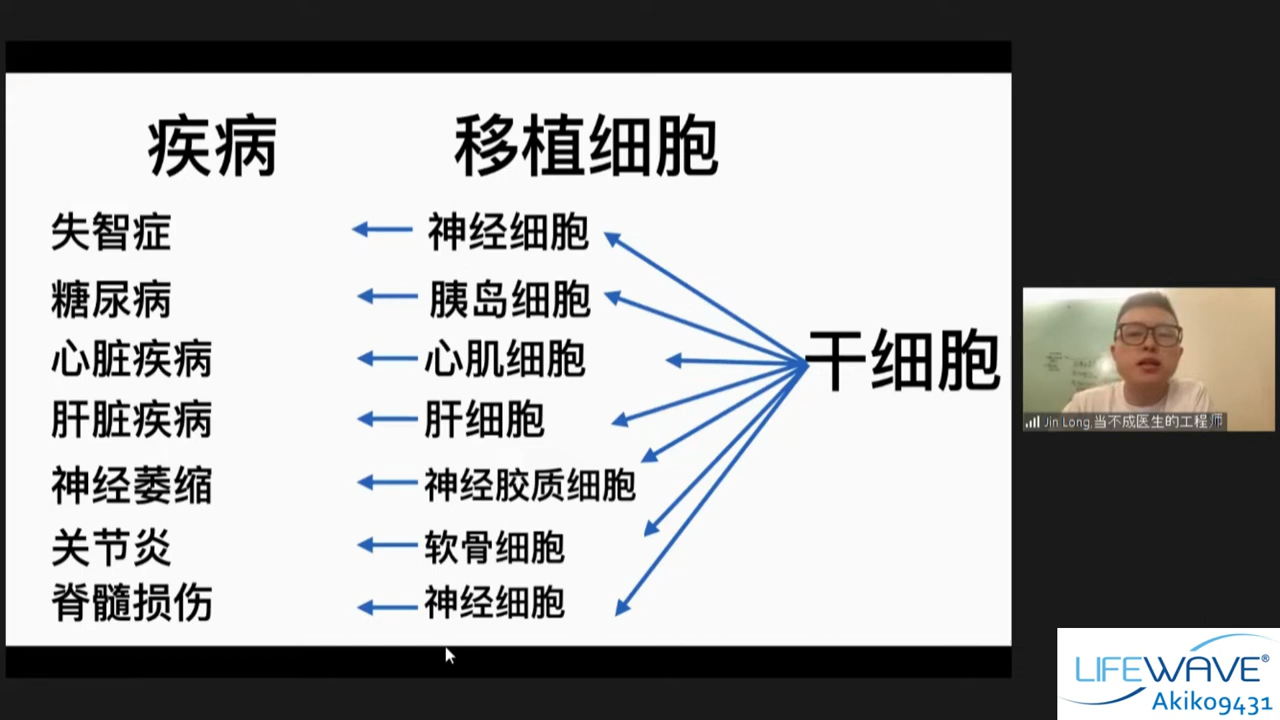 疾病 移植细胞
失智症 神经细胞
糖尿病 胰岛细胞
心脏疾病 心肌细胞
干细胞
肝脏疾病 肝细胞
神经萎缩 神经胶质细胞
关节炎 软骨细胞
脊髓损伤 神经细胞
Jin Long 当不成医生的工程师
LIFEWAVE®
Akiko9431